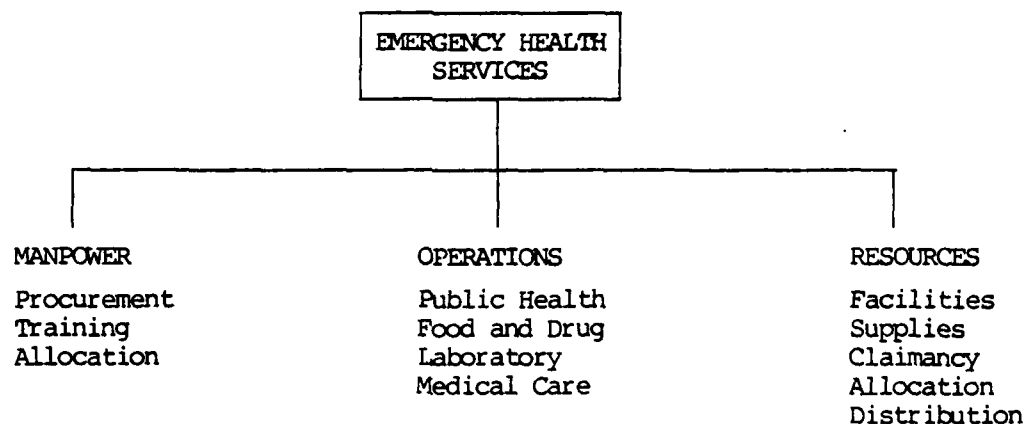 EMERGENCY HEALTH
SERVICES
MANPOWER
Procurement
Training
Allocation
OPERATIONS
Public Health
Food and Drug
Laboratory
Medical Care
RESOURCES
Facilities
Supplies
Claimancy
Allocation
Distribution